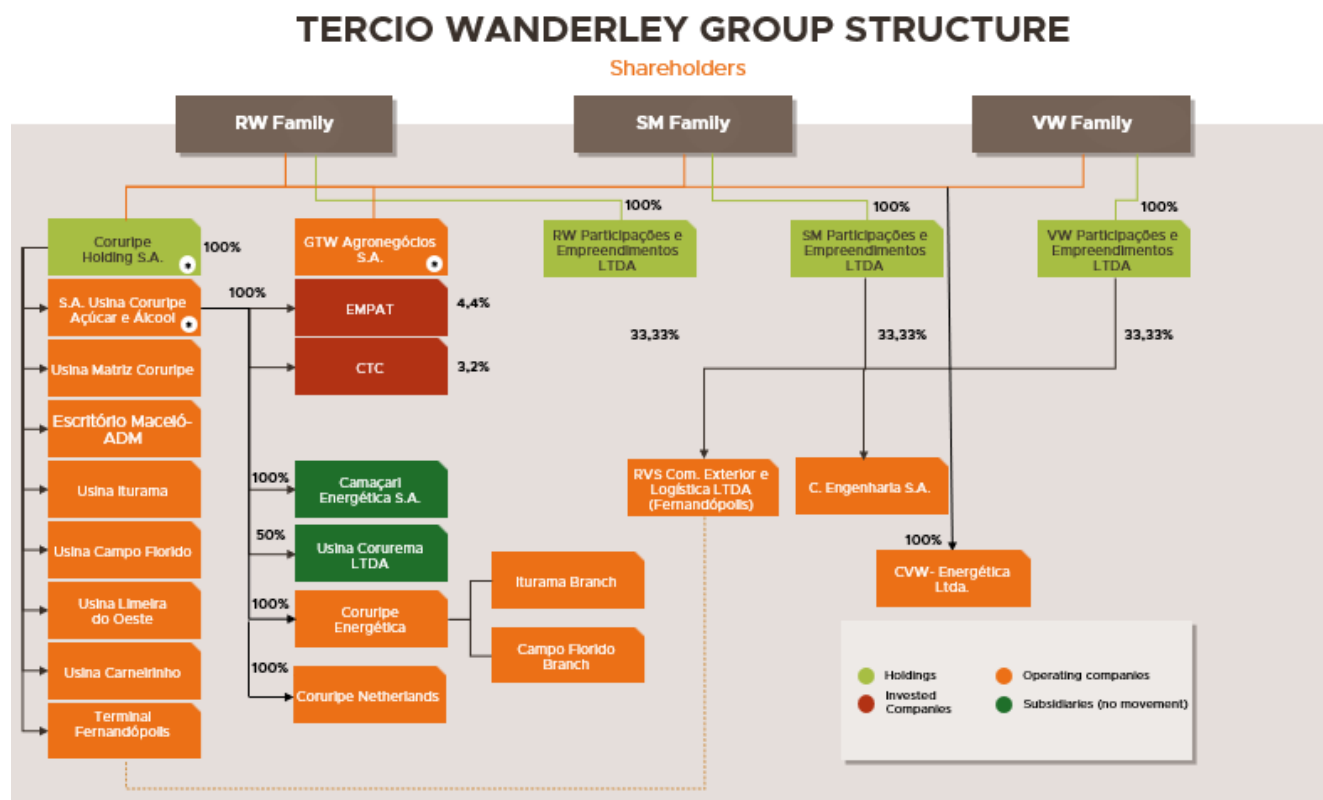 TERCIO WANDERLEY GROUP STRUCTURE
Shareholders
RW Family
SM Family
VW Family
100%
100%
100%
Coruripe
Holding S.A.
100%
GTW Agronegócios
S.A.
RW Participações e
Empreendimentos
LTDA
SM Participações e
Empreendimentos
LTDA
VW Participações e
Empreendimentos
LTDA
S.A. Usina Coruripe
Açúcar e Álcool
100%
EMPAT
4,4%
33,33%
33,33%
33,33%
Usina Matriz Coruripe
CTC
3,2%
Escritório Maceió-
ADM
Usina Iturama
100%
Camaçari
Energética S.A.
RVS Com. Exterior e
Logística LTDA
(Fernandópolis)
C. Engenharia S.A.
Usina Campo Florido
50%
Usina Corurema
LTDA
100%
CVW- Energética
Ltda.
Usina Limeira
do Oeste
100%
Coruripe
Energética
Iturama Branch
Campo Florido
Branch
Usina Carneirinho
100%
Coruripe Netherlands
Terminal
Fernandópolis
Holdings
Operating companies
Invested
Companies
Subsidiaries (no movement)